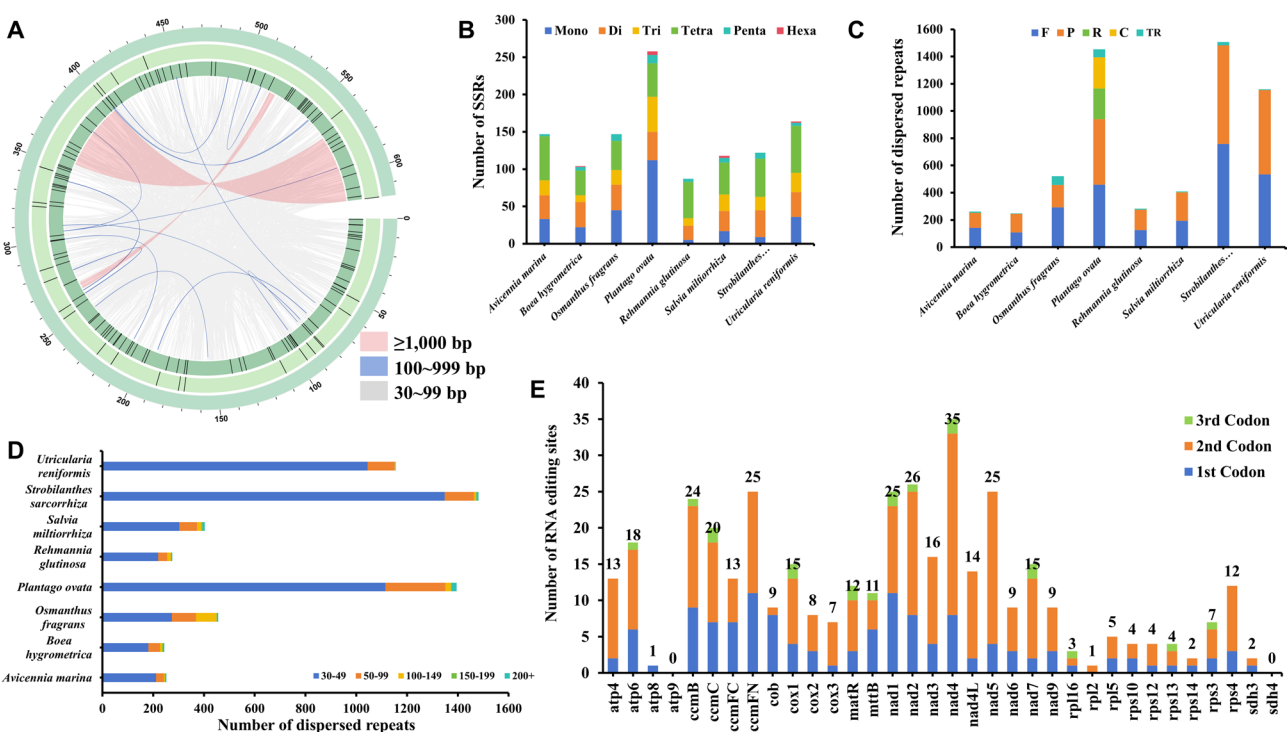 A
0
50
100
150
200
250
300
350
400
450
500
550
600
≥1,000 bp
100~999 bp
30~99 bp
B
Mono Di Tri Tetra Penta Hexa
Number of SSRs
300
250
200
150
100
50
0
Avicennia marina
Boea hygrometrica
Osmanthus fragrans
Plantago ovata
Rehmannia glutinosa
Salvia miltiorrhiza
Strobilanthes…
Utricularia reniformis
C
F P R C TR
Number of dispersed repeats
1600
1400
1200
1000
800
600
400
200
0
Avicennia marina
Boea hygrometrica
Osmanthus fragrans
Plantago ovata
Rehmannia glutinosa
Salvia miltiorrhiza
Strobilanthes…
Utricularia reniformis
D
Utricularia
reniformis
Strobilanthes
sarcorrhiza
Salvia
miltiorrhiza
Rehmannia
glutinosa
Plantago ovata
Osmanthus
fragrans
Boea
hygrometrica
Avicennia marina
30-49 50-99 100-149 150-199 200+
0 200 400 600 800 1000 1200 1400 1600
Number of dispersed repeats
E
Number of RNA editing sites
40
35
30
25
20
15
10
5
0
3rd Codon
2nd Codon
1st Codon
13 18 1 0 24 20 13 25 9 15 8 7 12 11 25 26 16 35 14 25 9 15 9 3 1 5 4 4 4 2 7 12 2 0
atp4 atp6 atp8 atp9 ccmB ccmC ccmFC ccmFN cob cox1 cox2 cox3 matR mttB nad1 nad2 nad3 nad4 nad4L nad5 nad6 nad7 nad9 rpl16 rpl2 rpl5 rps10 rps12 rps13 rps14 rps3 rps4 sdh3 sdh4